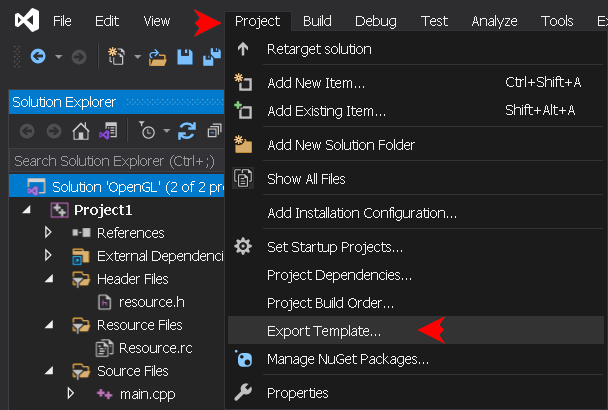 File Edit View Project Build Debug Test Analyze Tools
Solution Explorer
Search Solution Explorer (Ctrl+;)
Solution 'OpenGL' (2 of 2 pr
Project1
References
External Dependenci
Header Files
resource.h
Resource Files
Resource.rc
Source Files
main.cpp
Retarget solution
Add New Item... Ctrl+Shift+A
Add Existing Item... Shift+Alt+A
Add New Solution Folder
Show All Files
Add Installation Configuration...
Set Startup Projects...
Project Dependencies...
Project Build Order...
Export Template...
Manage NuGet Packages...
Properties